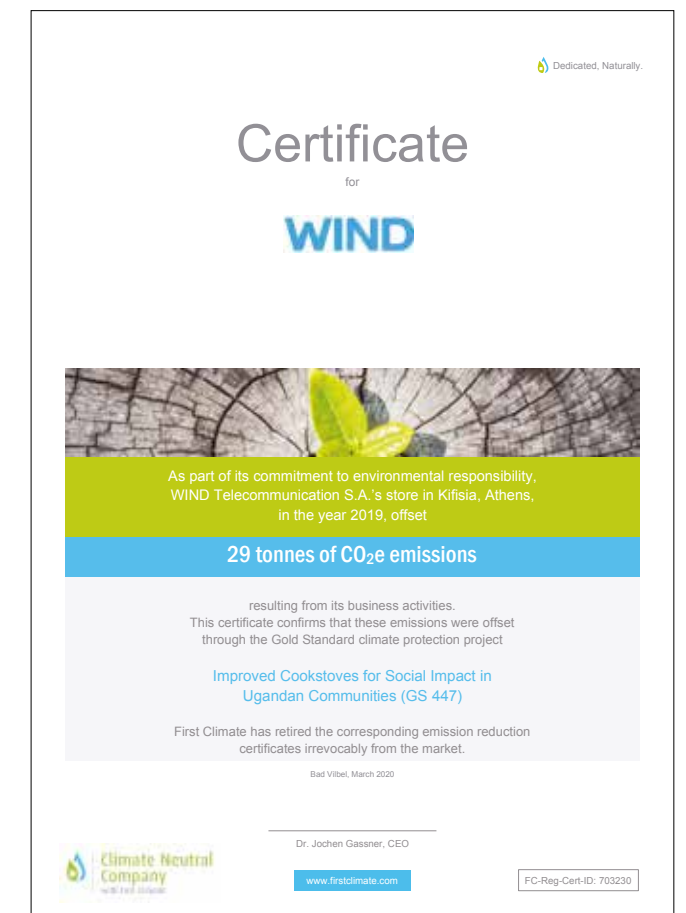 Dedicated, Naturally.
Certificate
for
WIND
As part of its commitment to environmental responsibility,
WIND Telecommunication S.A.'s store in Kifisia, Athens,
in the year 2019, offset
29 tonnes of CO₂e emissions
resulting from its business activities.
This certificate confirms that these emissions were offset
through the Gold Standard climate protection project
Improved Cookstoves for Social Impact in
Ugandan Communities (GS 447)
First Climate has retired the corresponding emission reduction
certificates irrevocably from the market.
Bad Vilbel, March 2020
Dr. Jochen Gassner, CEO
Climate Neutral
Company
with first climate
www.firstclimate.com
FC-Reg-Cert-ID: 703230